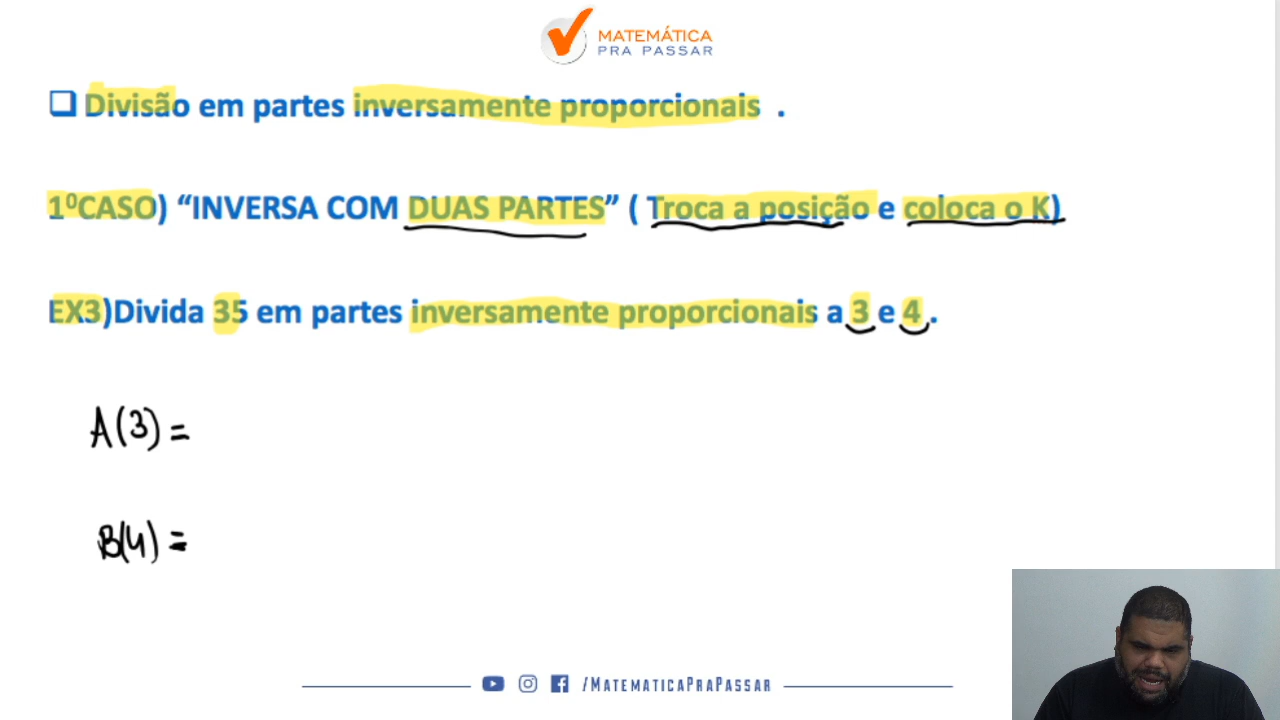 MATEMÁTICA
PRA PASSAR
❑ Divisão em partes inversamente proporcionais .
1ºCASO) “INVERSA COM DUAS PARTES” ( Troca a posição e coloca o K)
EX3)Divida 35 em partes inversamente proporcionais a 3 e 4 .
A(3) =
B(4) =
/MATEMATICAPRAPASSAR